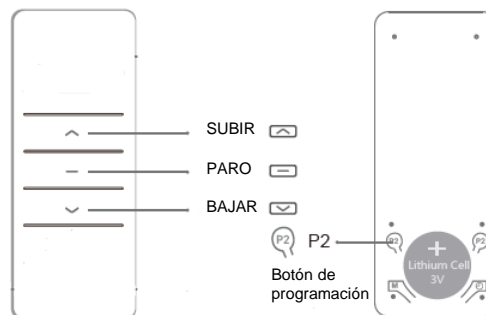 SUBIR
PARO
BAJAR
P2 P2
Botón de
programación
P2
P2
+
Lithium Cell
3V
M